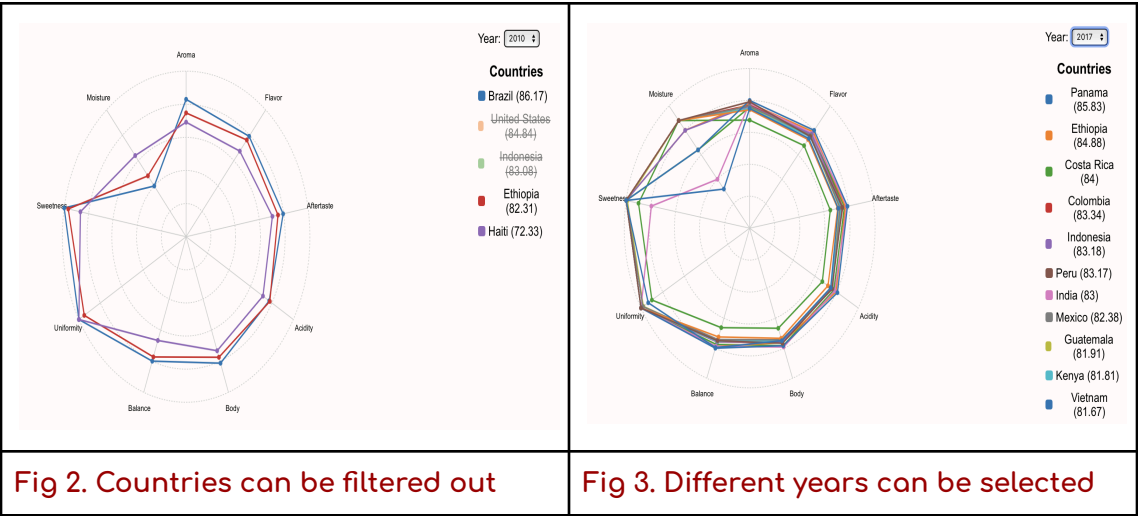 Year: 2010
Countries
Brazil (86.17)
United States
(84.84)
Indonesia
(83.08)
Ethiopia
(82.31)
Haiti (72.33)
Aroma
Flavor
Aftertaste
Acidity
Body
Balance
Uniformity
Sweetness
Moisture
Fig 2. Countries can be filtered out
Year: 2017
Countries
Panama
(85.83)
Ethiopia
(84.88)
Costa Rica
(84)
Colombia
(83.34)
Indonesia
(83.18)
Peru (83.17)
India (83)
Mexico (82.38)
Guatemala
(81.91)
Kenya (81.81)
Vietnam
(81.67)
Aroma
Flavor
Aftertaste
Acidity
Body
Balance
Uniformity
Sweetness
Moisture
Fig 3. Different years can be selected